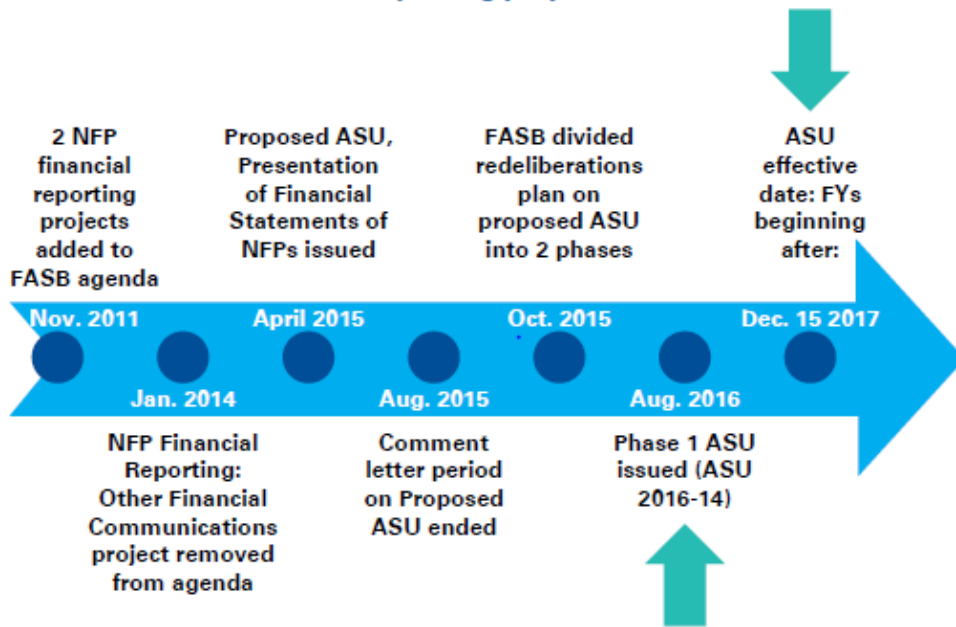 2 NFP
financial
reporting
projects
added to
FASB agenda
Proposed ASU,
Presentation
of Financial
Statements of
NFPs issued
FASB divided
redeliberations
plan on
proposed ASU
into 2 phases
ASU
effective
date: FYs
beginning
after:
Nov. 2011
April 2015
Oct. 2015
Dec. 15 2017
Jan. 2014
Aug. 2015
Aug. 2016
NFP Financial
Reporting:
Other Financial
Communications
project removed
from agenda
Comment
letter period
on Proposed
ASU ended
Phase 1 ASU
issued (ASU
2016-14)